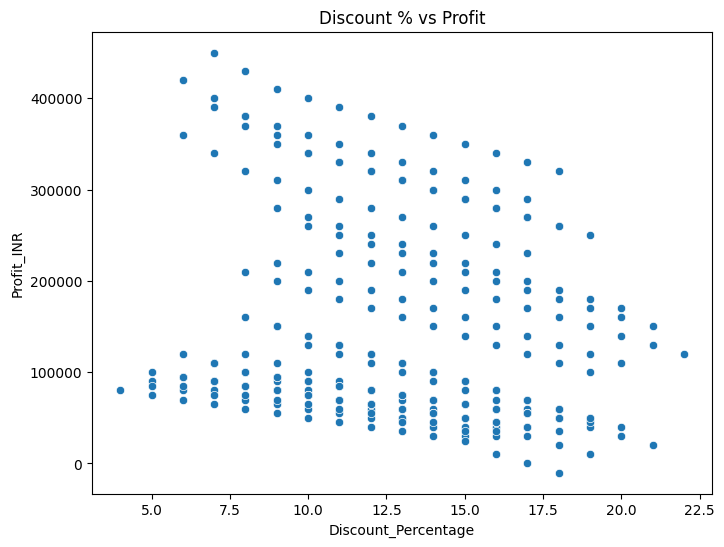 Discount % vs Profit
400000
300000
200000
100000
0
Profit_INR
5.0 7.5 10.0 12.5 15.0 17.5 20.0 22.5
Discount_Percentage